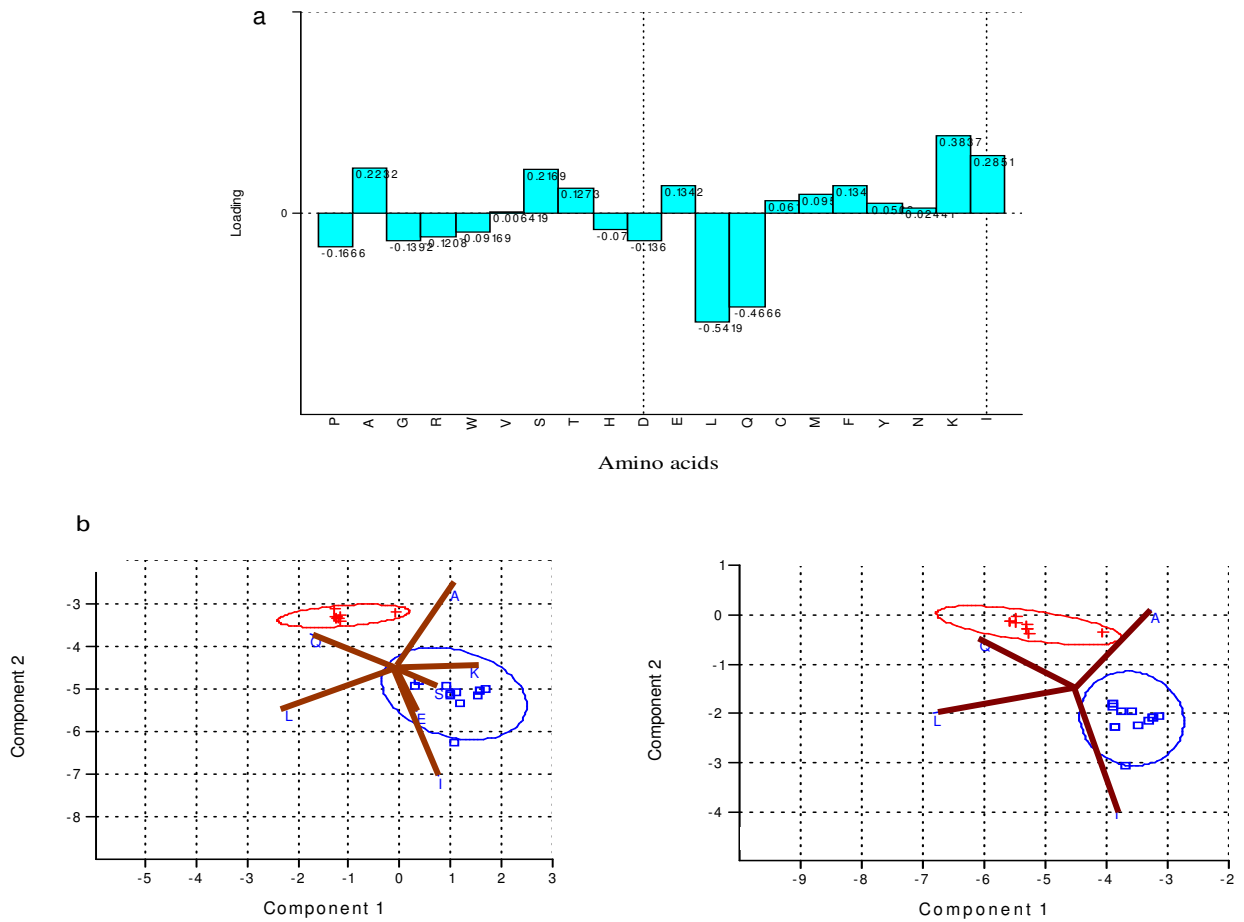 a
Loading
0
-0.1666
0.2232
-0.1392
-0.1208
-0.09169
0.006419
0.2169
0.1273
-0.07
-0.136
0.1342
-0.5419
-0.4666
0.06
0.095
0.134
0.02441
0.3837
0.2851
P A G R W V S T H D E L Q C M F Y N K I
Amino acids
b
Component 2
-3
-4
-5
-6
-7
-8
A
Q
K
S
E
L
I
-5 -4 -3 -2 -1 0 1 2 3
Component 1
Component 2
1
0
-1
-2
-3
-4
A
Q
L
I
-9 -8 -7 -6 -5 -4 -3 -2
Component 1